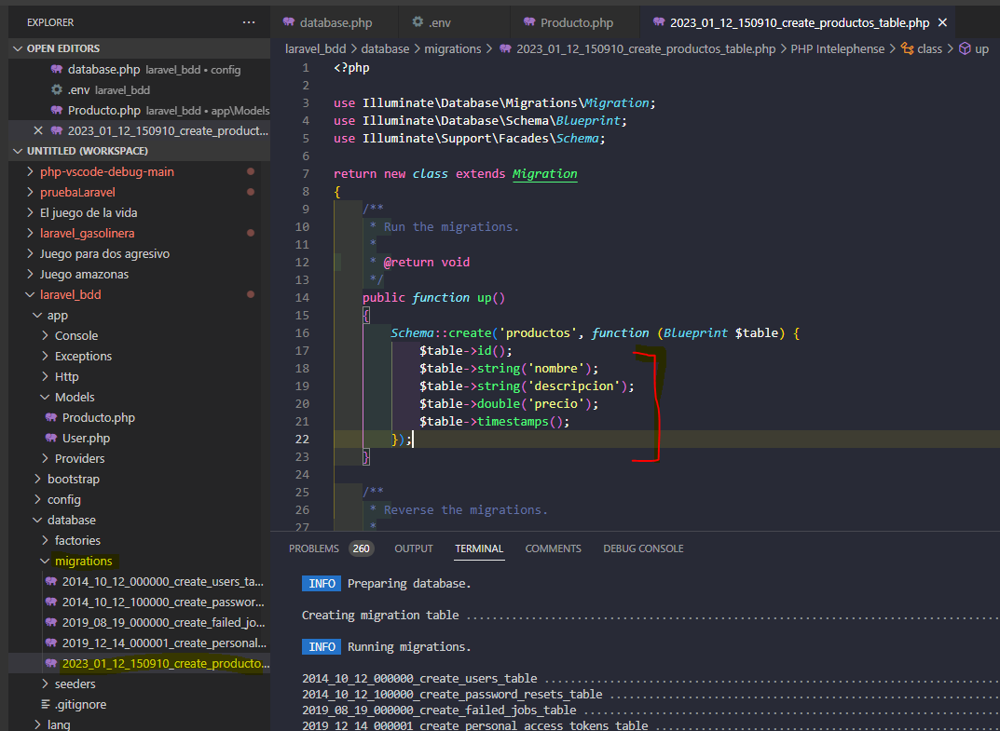 EXPLORER ...
OPEN EDITORS
database.php laravel_bdd • config
.env laravel_bdd
Producto.php laravel_bdd • app\Models
2023_01_12_150910_create_product...
UNTITLED (WORKSPACE)
php-vscode-debug-main
pruebaLaravel
El juego de la vida
laravel_gasolinera
Juego para dos agresivo
Juego amazonas
laravel_bdd
app
Console
Exceptions
Http
Models
Producto.php
User.php
Providers
bootstrap
config
database
factories
migrations
2014_10_12_000000_create_users_ta...
2014_10_12_100000_create_passwor...
2019_08_19_000000_create_failed_jo...
2019_12_14_000001_create_personal...
2023_01_12_150910_create_producto...
seeders
.gitignore
lang
database.php .env Producto.php 2023_01_12_150910_create_productos_table.php
laravel_bdd > database > migrations > 2023_01_12_150910_create_productos_table.php > PHP Intelephense > class > up
1 <?php
2
3 use Illuminate\Database\Migrations\Migration;
4 use Illuminate\Database\Schema\Blueprint;
5 use Illuminate\Support\Facades\Schema;
6
7 return new class extends Migration
8 {
9 /**
10 * Run the migrations.
11 *
12 * @return void
13 */
14 public function up()
15 {
16 Schema::create('productos', function (Blueprint $table) {
17 $table->id();
18 $table->string('nombre');
19 $table->string('descripcion');
20 $table->double('precio');
21 $table->timestamps();
22 });
23 }
24
25 /**
26 * Reverse the migrations.
27 *
PROBLEMS 260 OUTPUT TERMINAL COMMENTS DEBUG CONSOLE
INFO Preparing database.
Creating migration table ..........
INFO Running migrations.
2014_10_12_000000_create_users_table ..........
2014_10_12_100000_create_password_resets_table ..........
2019_08_19_000000_create_failed_jobs_table ..........
2019_12_14_000001_create_personal_access_tokens_table ..........